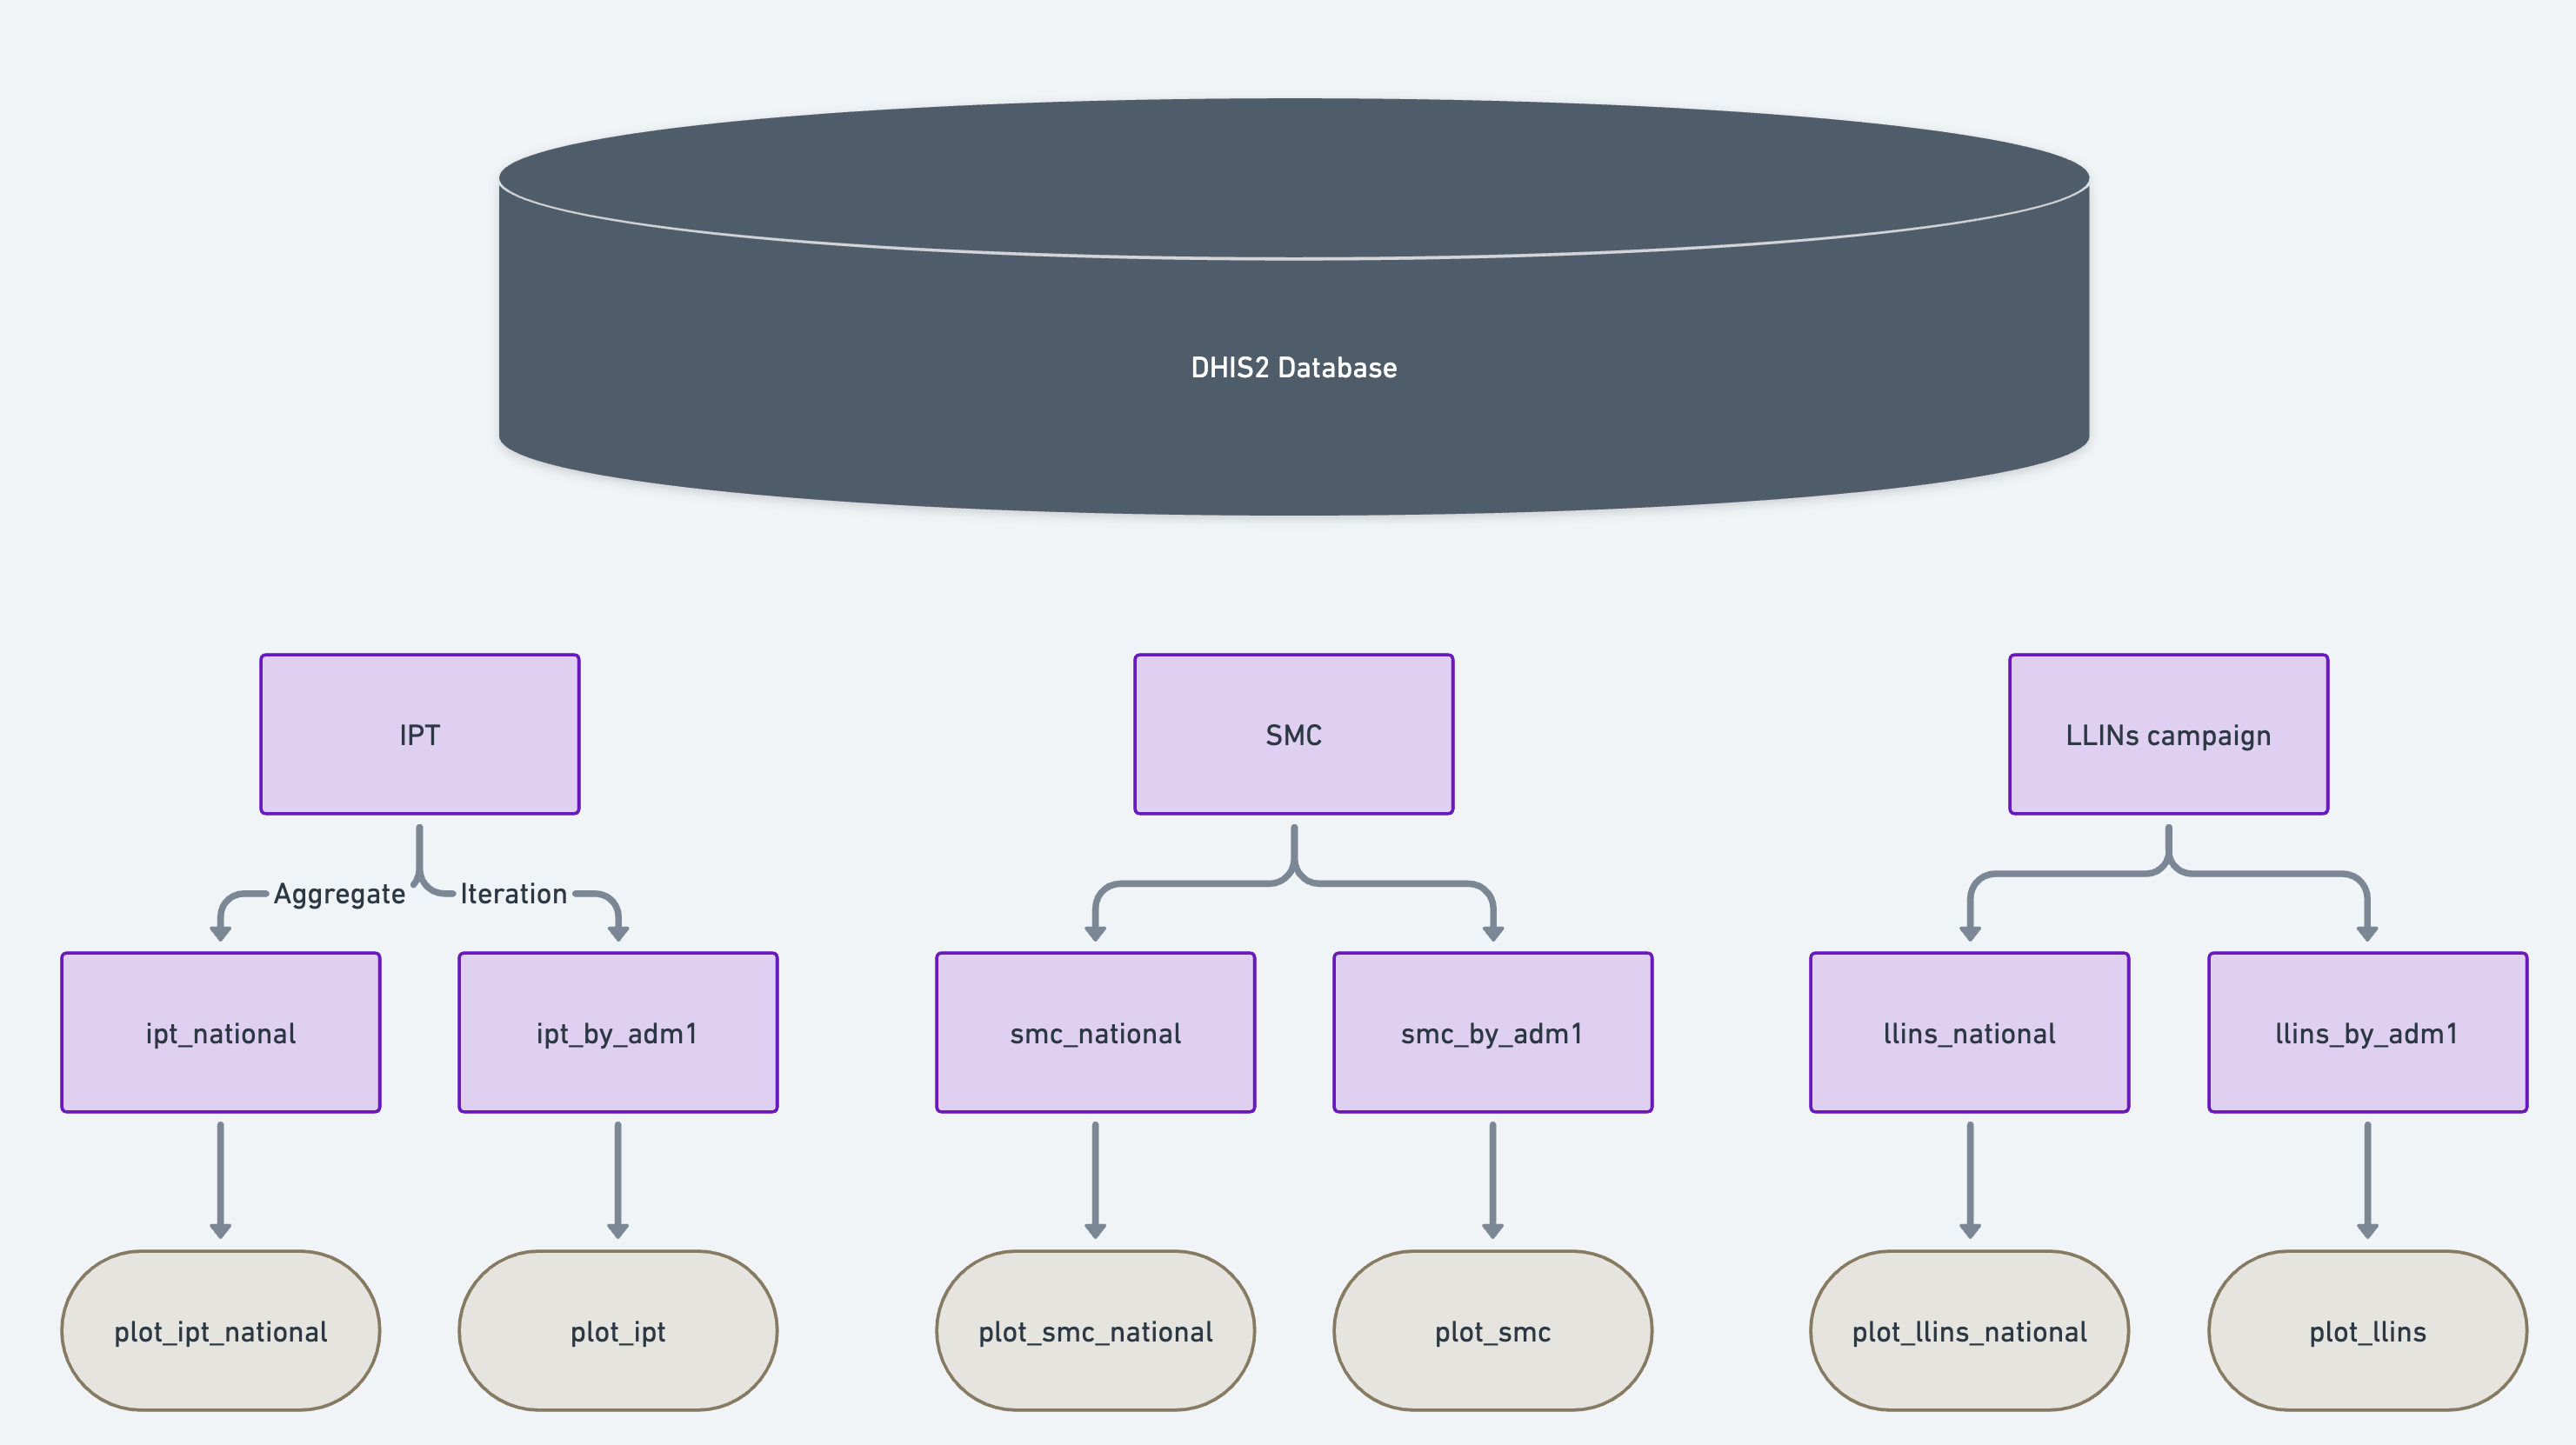 DHIS2 Database
IPT
SMC
LLINs campaign
Aggregate
Iteration
ipt_national
ipt_by_adm1
smc_national
smc_by_adm1
llins_national
llins_by_adm1
plot_ipt_national
plot_ipt
plot_smc_national
plot_smc
plot_llins_national
plot_llins